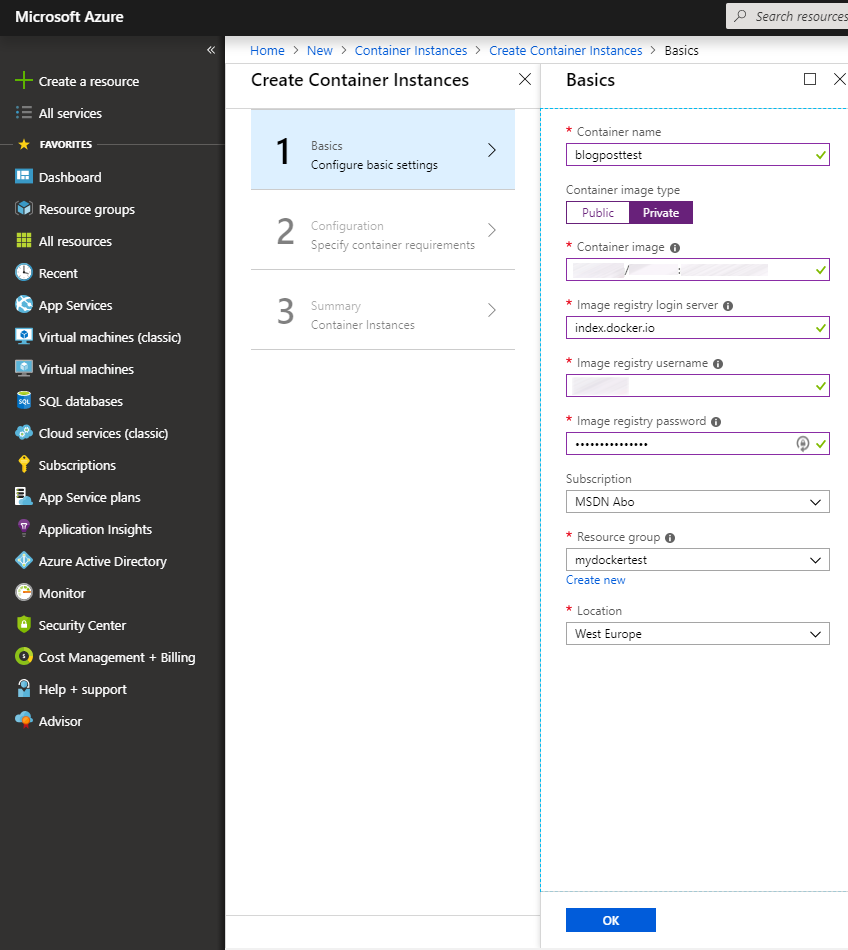 Microsoft Azure
Search resources
«
Home > New > Container Instances > Create Container Instances > Basics
Create a resource
All services
FAVORITES
Dashboard
Resource groups
All resources
Recent
App Services
Virtual machines (classic)
Virtual machines
SQL databases
Cloud services (classic)
Subscriptions
App Service plans
Application Insights
Azure Active Directory
Monitor
Security Center
Cost Management + Billing
Help + support
Advisor
Create Container Instances
1 Basics
Configure basic settings
2 Configuration
Specify container requirements
3 Summary
Container Instances
Basics
* Container name
blogposttest
Container image type
Public Private
* Container image
/ :
* Image registry login server
index.docker.io
* Image registry username
* Image registry password
•••••••••••••••
Subscription
MSDN Abo
* Resource group
mydockertest
Create new
* Location
West Europe
OK